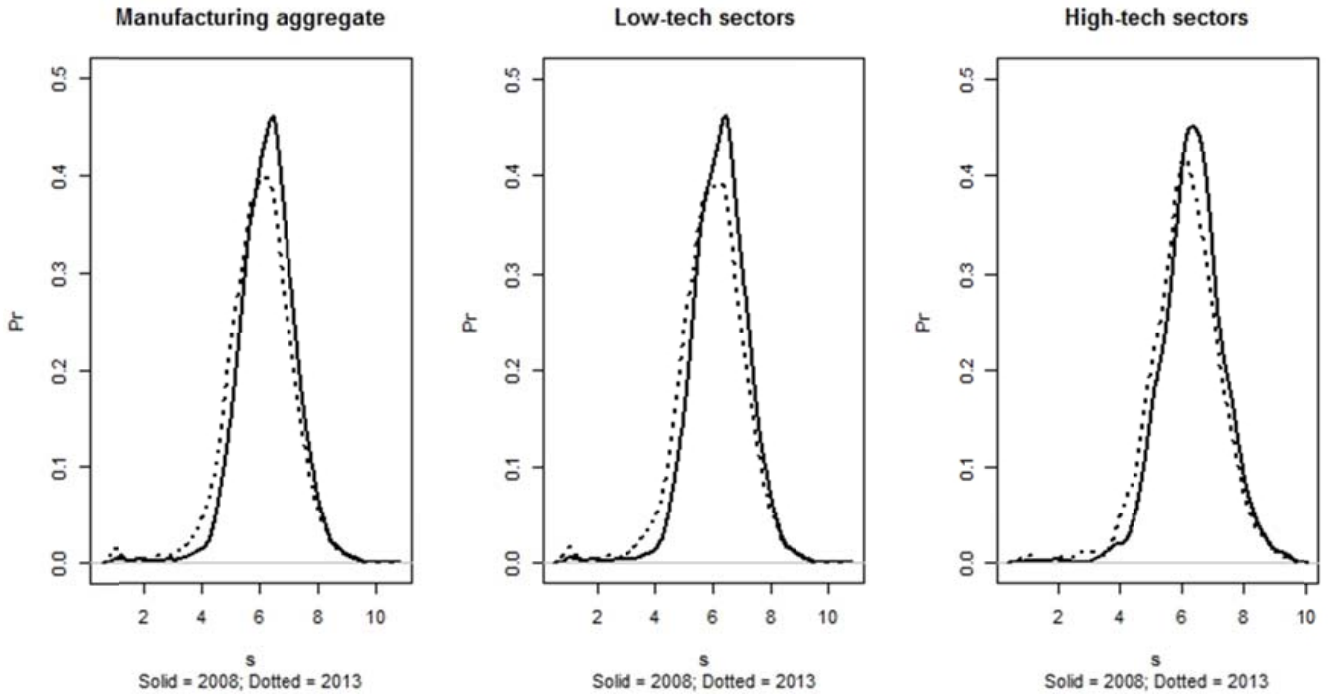 Manufacturing aggregate
Low-tech sectors
High-tech sectors
Pr
0.0
0.1
0.2
0.3
0.4
0.5
2
4
6
8
10
s
Solid = 2008; Dotted = 2013
Pr
0.0
0.1
0.2
0.3
0.4
0.5
2
4
6
8
10
s
Solid = 2008; Dotted = 2013
Pr
0.0
0.1
0.2
0.3
0.4
0.5
2
4
6
8
10
s
Solid = 2008; Dotted = 2013